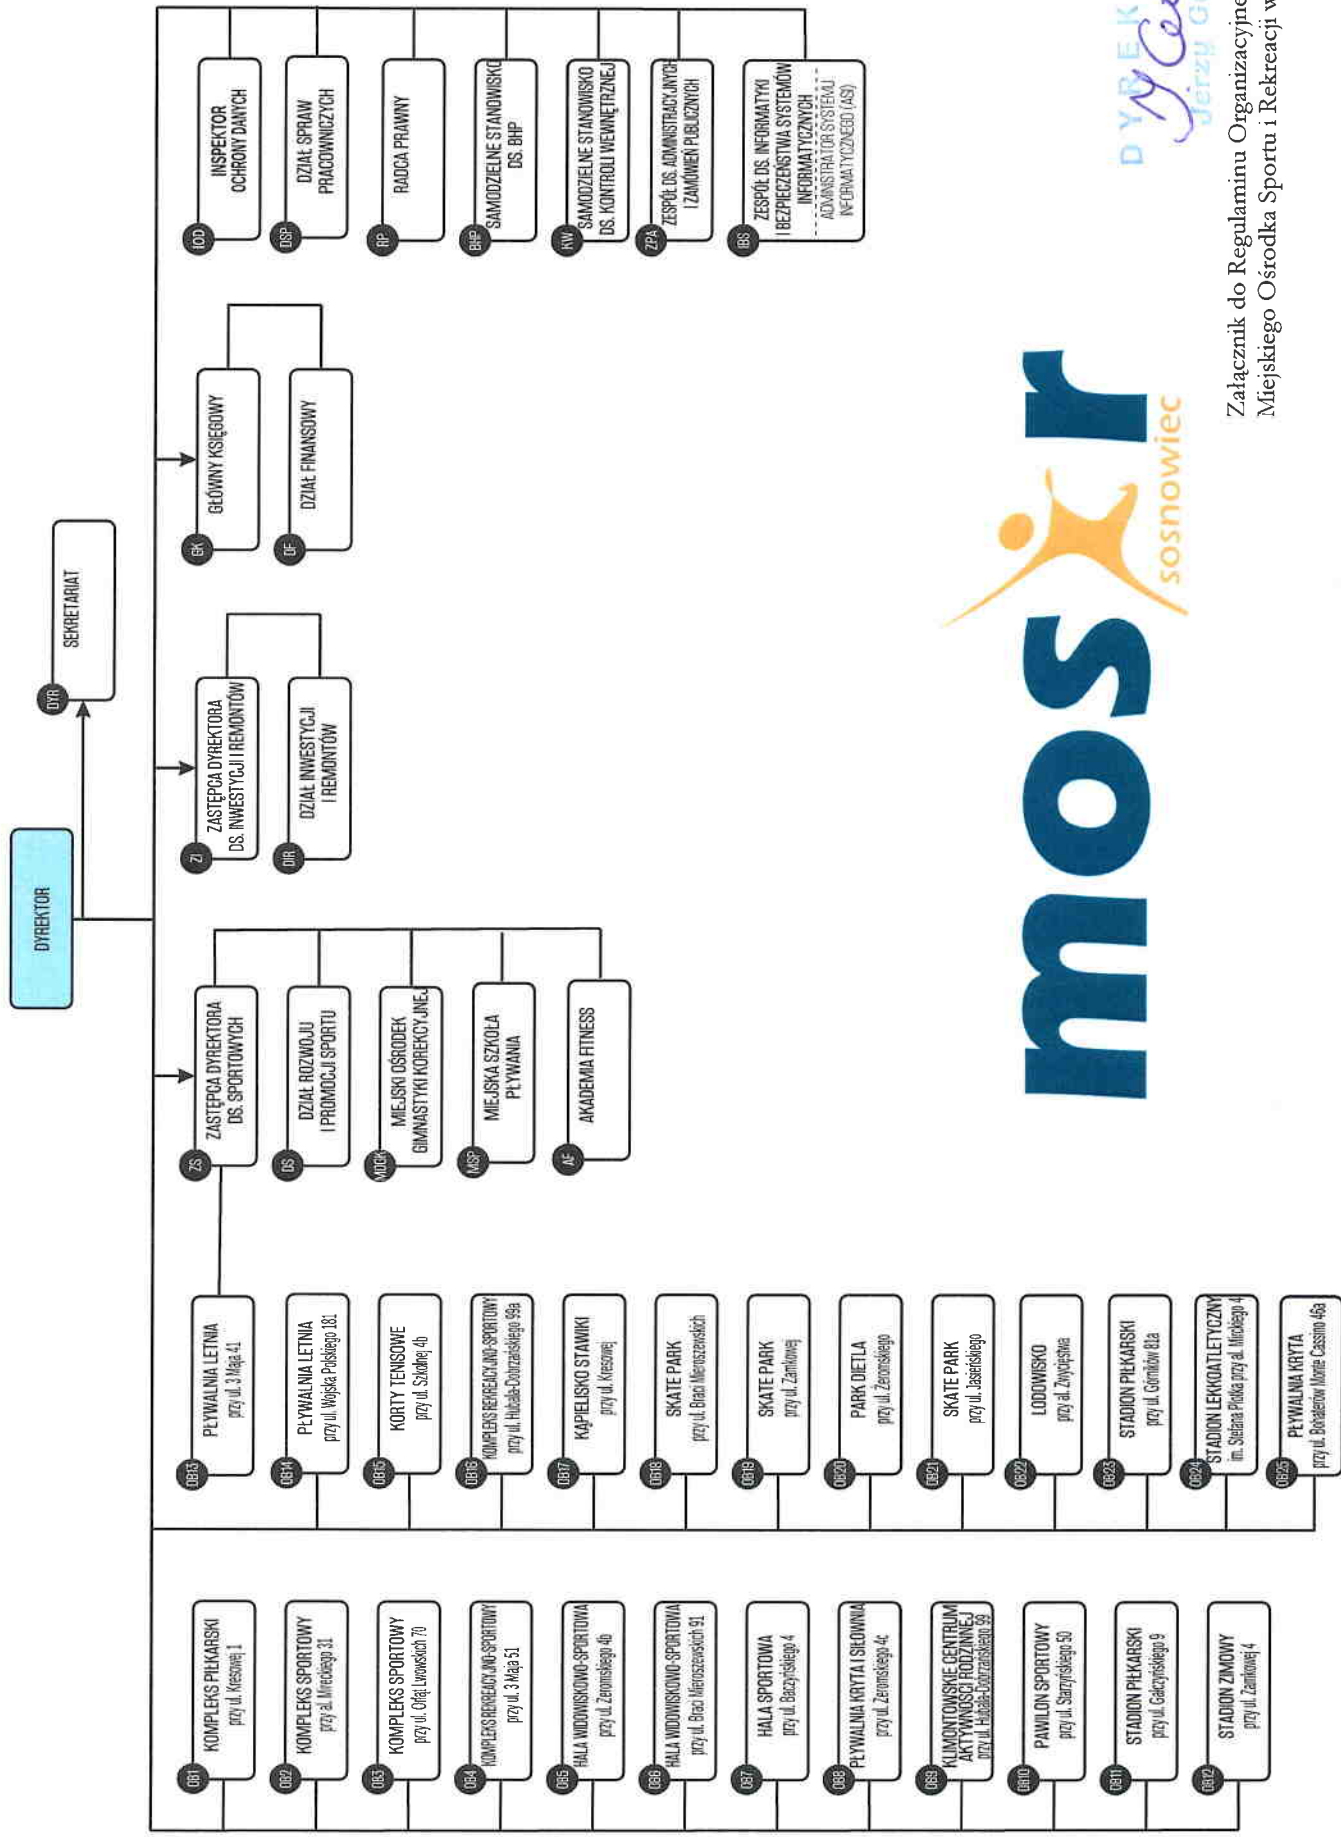 DYREKTOR
DYR
SEKRETARIAT
OB1
KOMPLEKS PIŁKARSKI
przy ul. Kresowej 1
OB2
KOMPLEKS SPORTOWY
przy al. Mireckiego 31
OB3
KOMPLEKS SPORTOWY
przy ul. Orląt Lwowskich 70
OB4
KOMPLEKS REKREACYJNO-SPORTOWY
przy ul. 3 Maja 51
OB5
HALA WIDOWISKOWO-SPORTOWA
przy ul. Żeromskiego 4b
OB6
HALA WIDOWISKOWO-SPORTOWA
przy ul. Braci Mieroszewskich 91
OB7
HALA SPORTOWA
przy ul. Baczyńskiego 4
OB8
PŁYWALNIA KRYTA I SIŁOWNIA
przy ul. Żeromskiego 4c
OB9
KLIMONTOWSKIE CENTRUM
AKTYWNOŚCI RODZINNEJ
przy ul. Hubala-Dobrzańskiego 99
OB10
PAWILON SPORTOWY
przy ul. Starzyńskiego 50
OB11
STADION PIŁKARSKI
przy ul. Gałczyńskiego 9
OB12
STADION ZIMOWY
przy ul. Zamkowej 4
OB13
PŁYWALNIA LETNIA
przy ul. 3 Maja 41
OB14
PŁYWALNIA LETNIA
przy ul. Wojska Polskiego 181
OB15
KORTY TENISOWE
przy ul. Szkolnej 4b
OB16
KOMPLEKS REKREACYJNO-SPORTOWY
przy ul. Hubala-Dobrzańskiego 99a
OB17
KĄPIELISKO STAWIKI
przy ul. Kresowej
OB18
SKATE PARK
przy ul. Braci Mieroszewskich
OB19
SKATE PARK
przy ul. Zamkowej
OB20
PARK DIETLA
przy ul. Żeromskiego
OB21
SKATE PARK
przy ul. Jasieńskiego
OB22
LODOWISKO
przy al. Zwycięstwa
OB23
STADION PIŁKARSKI
przy ul. Górników 81a
OB24
STADION LEKKOATLETYCZNY
im. Stefana Płotka przy al. Mirckiego 4
OB25
PŁYWALNIA KRYTA
przy ul. Bohaterów Monte Cassino 46a
ZS
ZASTĘPCA DYREKTORA
DS. SPORTOWYCH
DS
DZIAŁ ROZWOJU
I PROMOCJI SPORTU
MOGK
MIEJSKI OŚRODEK
GIMNASTYKI KOREKCYJNEJ
MSP
MIEJSKA SZKOŁA
PŁYWANIA
AF
AKADEMIA FITNESS
ZI
ZASTĘPCA DYREKTORA
DS. INWESTYCJI I REMONTÓW
DIR
DZIAŁ INWESTYCJI
I REMONTÓW
GK
GŁÓWNY KSIĘGOWY
DF
DZIAŁ FINANSOWY
IOD
INSPEKTOR
OCHRONY DANYCH
DSP
DZIAŁ SPRAW
PRACOWNICZYCH
RP
RADCA PRAWNY
BHP
SAMODZIELNE STANOWISKO
DS. BHP
KW
SAMODZIELNE STANOWISKO
DS. KONTROLI WEWNĘTRZNEJ
ZPA
ZESPÓŁ DS. ADMINISTRACYJNYCH
I ZAMÓWIEŃ PUBLICZNYCH
IBS
ZESPÓŁ DS. INFORMATYKI
I BEZPIECZEŃSTWA SYSTEMÓW
INFORMATYCZNYCH
ADMINISTRATOR SYSTEMU
INFORMATYCZNEGO (ASI)
mosir
sosnowiec
DYREK
Jerzy
Załącznik do Regulaminu Organizacyjne
Miejskiego Ośrodka Sportu i Rekreacji w